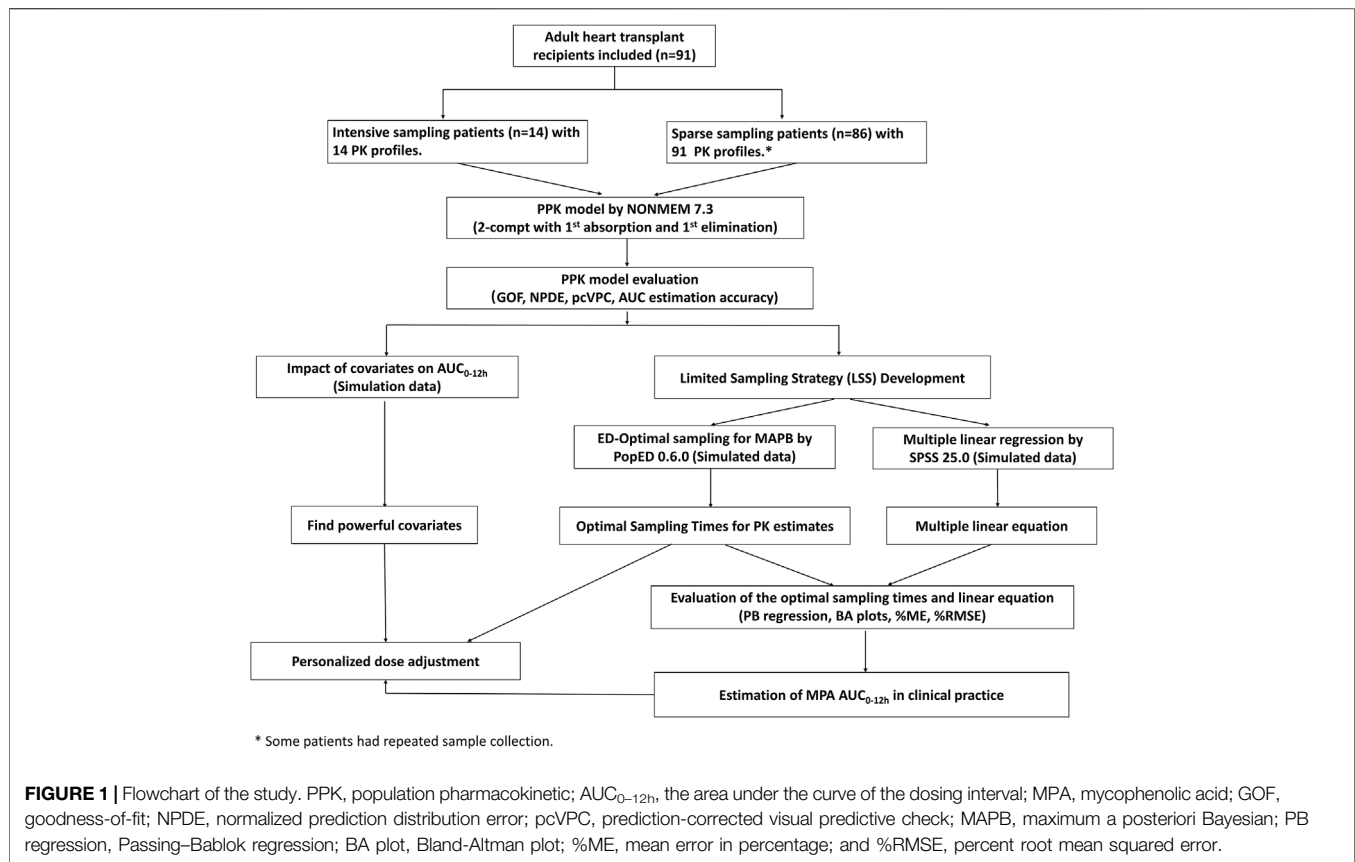 Adult heart transplant
recipients included (n=91)
Intensive sampling patients (n=14) with
14 PK profiles.
Sparse sampling patients (n=86) with
91 PK profiles.*
PPK model by NONMEM 7.3
(2-compt with 1st absorption and 1st elimination)
PPK model evaluation
(GOF, NPDE, pcVPC, AUC estimation accuracy)
Impact of covariates on AUC0-12h
(Simulation data)
Limited Sampling Strategy (LSS) Development
ED-Optimal sampling for MAPB by
PopED 0.6.0 (Simulated data)
Multiple linear regression by
SPSS 25.0 (Simulated data)
Find powerful covariates
Optimal Sampling Times for PK estimates
Multiple linear equation
Evaluation of the optimal sampling times and linear equation
(PB regression, BA plots, %ME, %RMSE)
Personalized dose adjustment
Estimation of MPA AUC0-12h in clinical practice
* Some patients had repeated sample collection.
FIGURE 1 | Flowchart of the study. PPK, population pharmacokinetic; AUC0–12h, the area under the curve of the dosing interval; MPA, mycophenolic acid; GOF,
goodness-of-fit; NPDE, normalized prediction distribution error; pcVPC, prediction-corrected visual predictive check; MAPB, maximum a posteriori Bayesian; PB
regression, Passing–Bablok regression; BA plot, Bland-Altman plot; %ME, mean error in percentage; and %RMSE, percent root mean squared error.